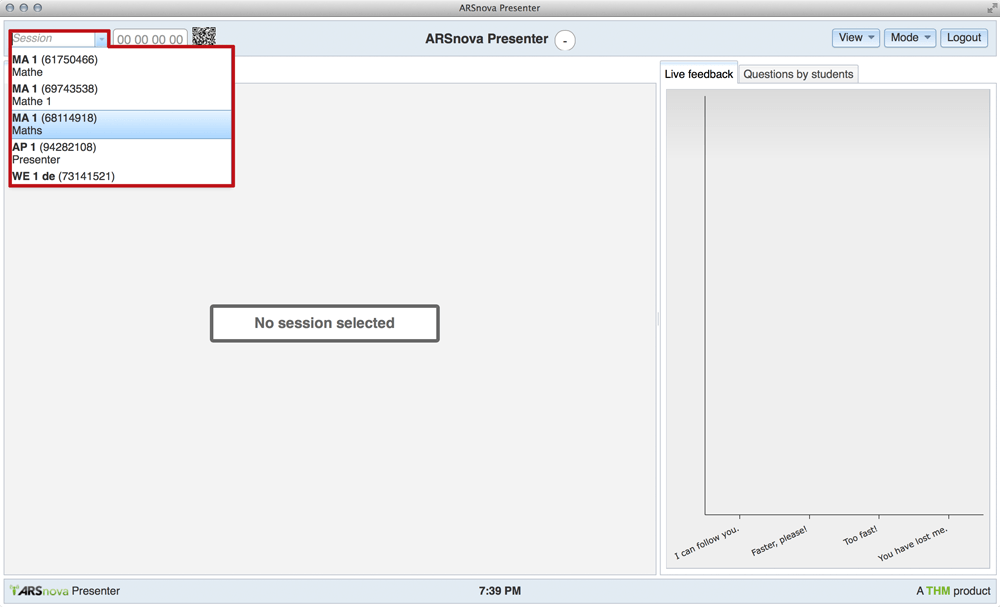 ARSnova Presenter
Session
00 00 00 00
ARSnova Presenter
-
View
Mode
Logout
MA 1 (61750466)
Mathe
MA 1 (69743538)
Mathe 1
MA 1 (68114918)
Maths
AP 1 (94282108)
Presenter
WE 1 de (73141521)
Live feedback
Questions by students
No session selected
I can follow you.
Faster, please!
Too fast!
You have lost me.
ARSnova Presenter
7:39 PM
A THM product